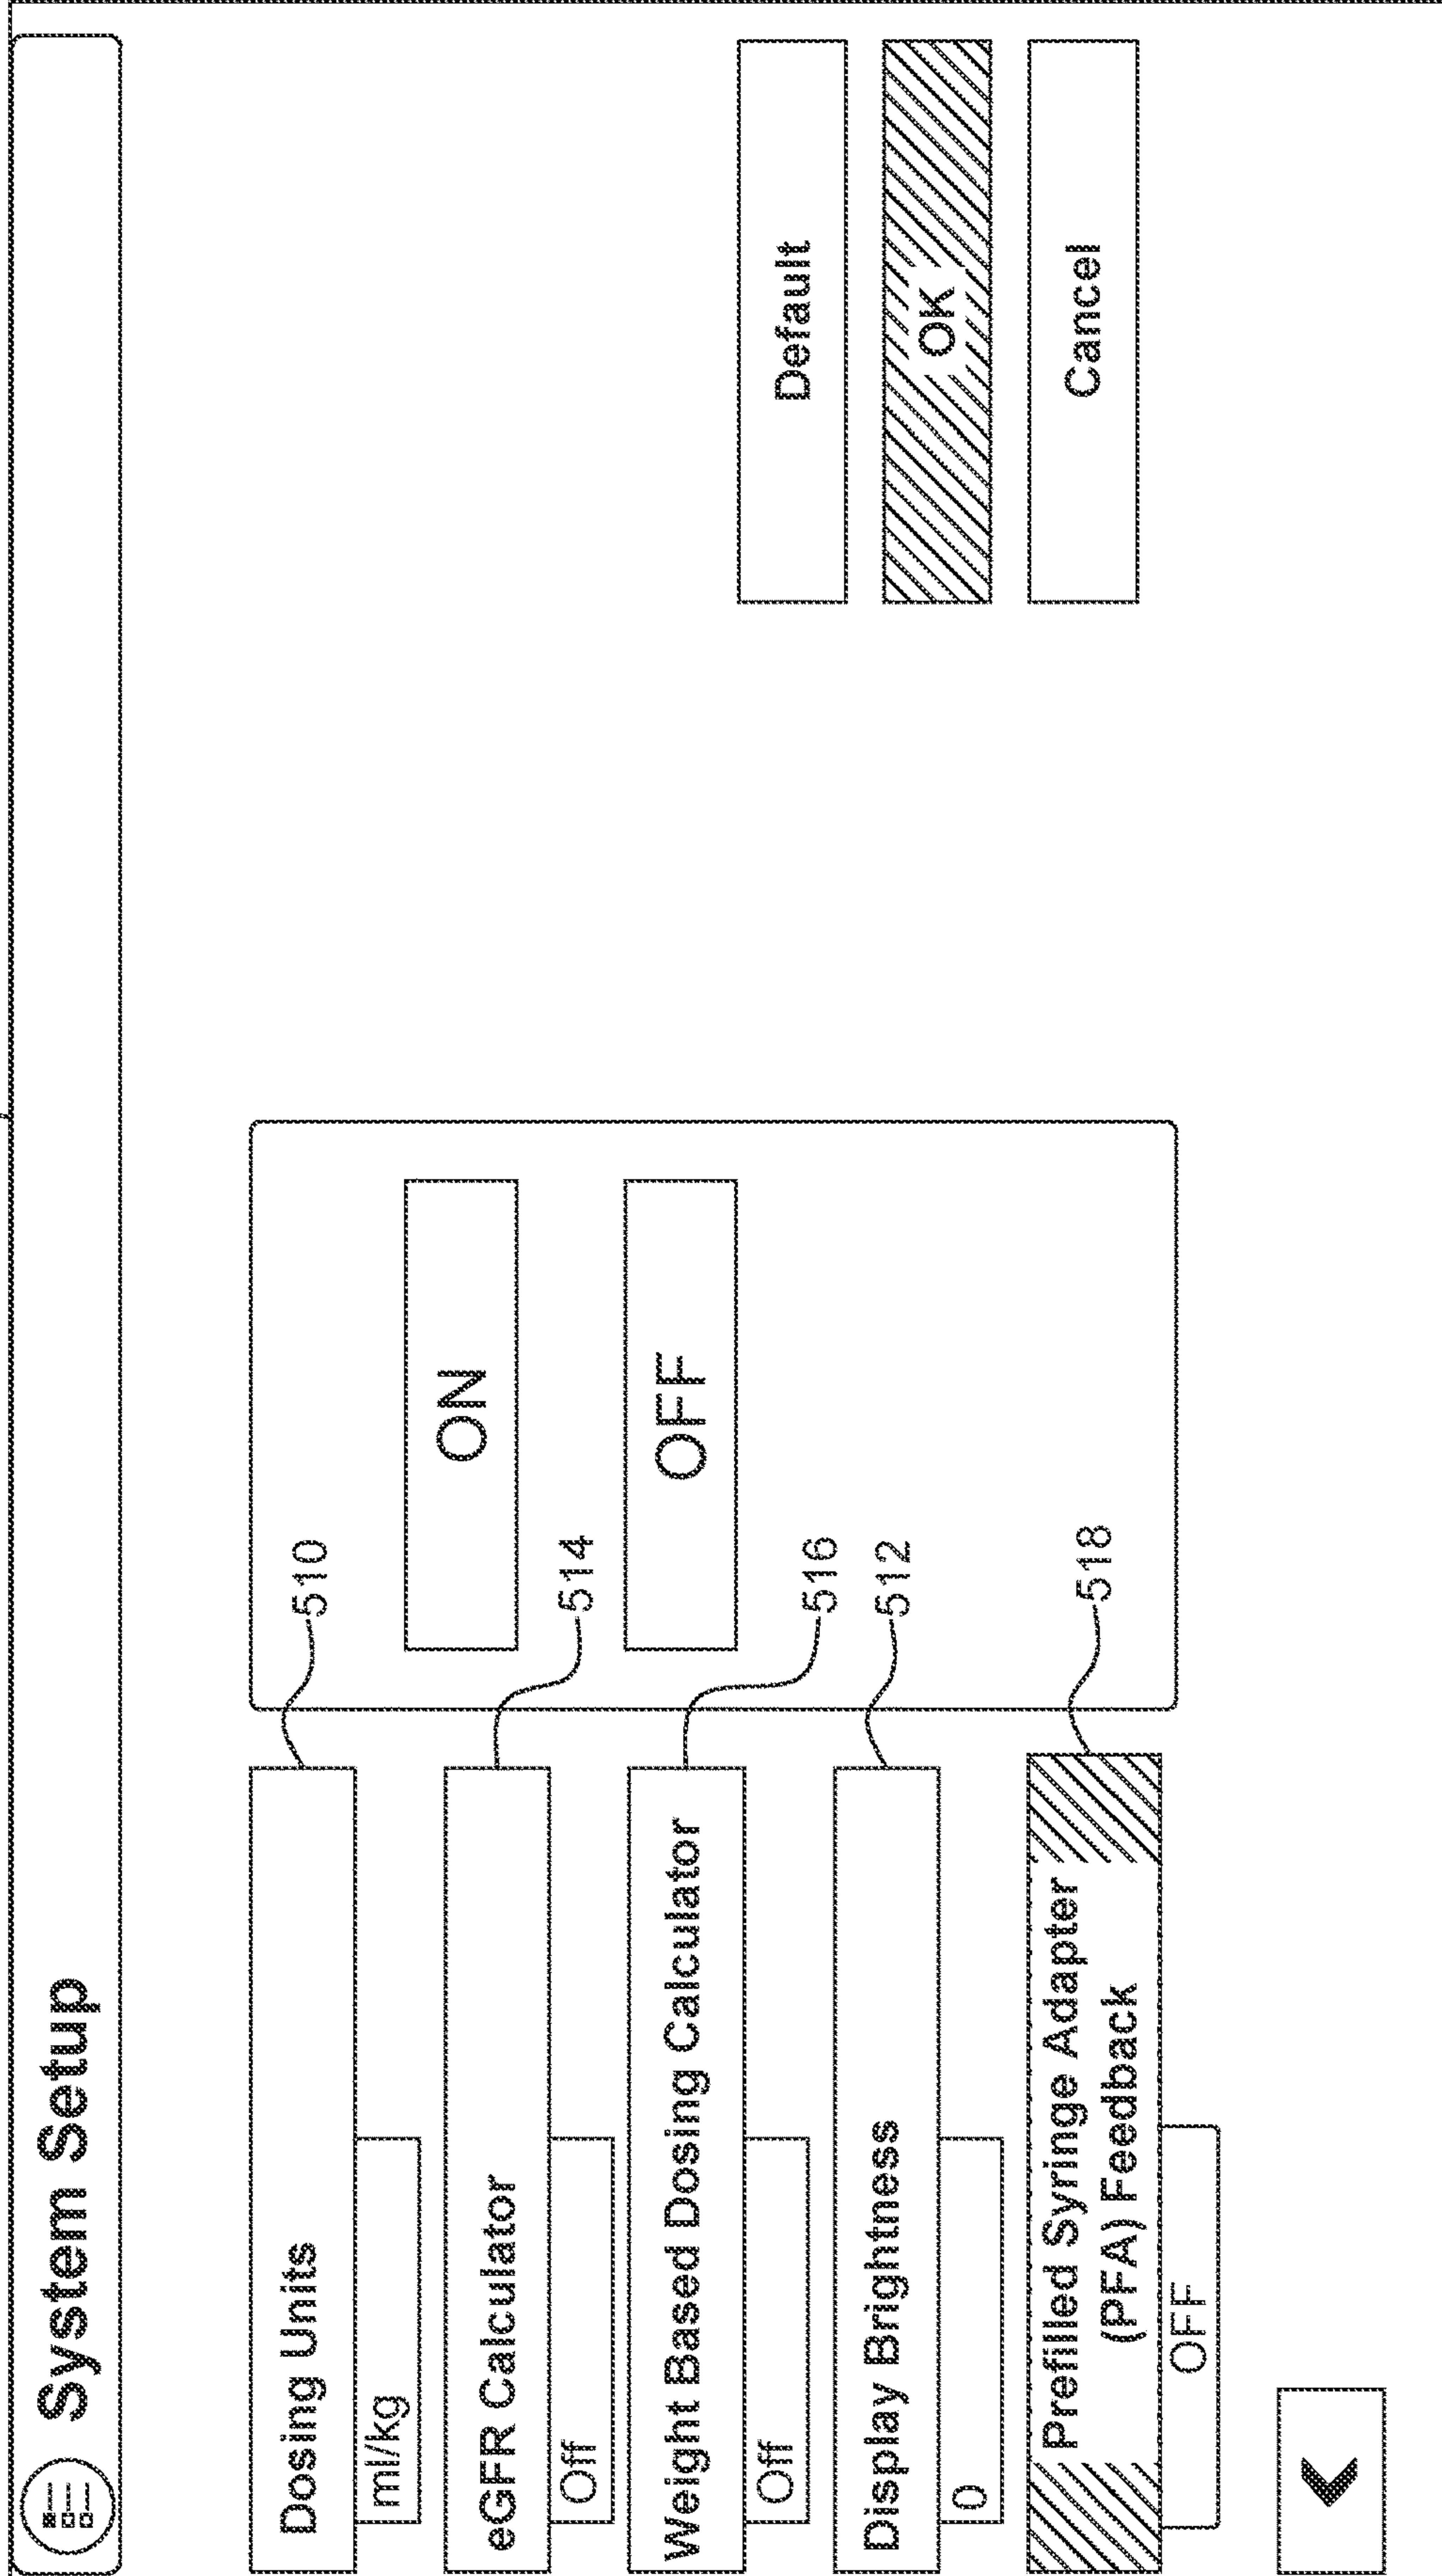 System Setup
Dosing Units
510
ml/kg
ON
eGFR Calculator
514
Off
OFF
Weight Based Dosing Calculator
516
Off
Default
Display Brightness
512
0
OK
Prefilled Syringe Adapter
(PFA) Feedback
518
OFF
Cancel